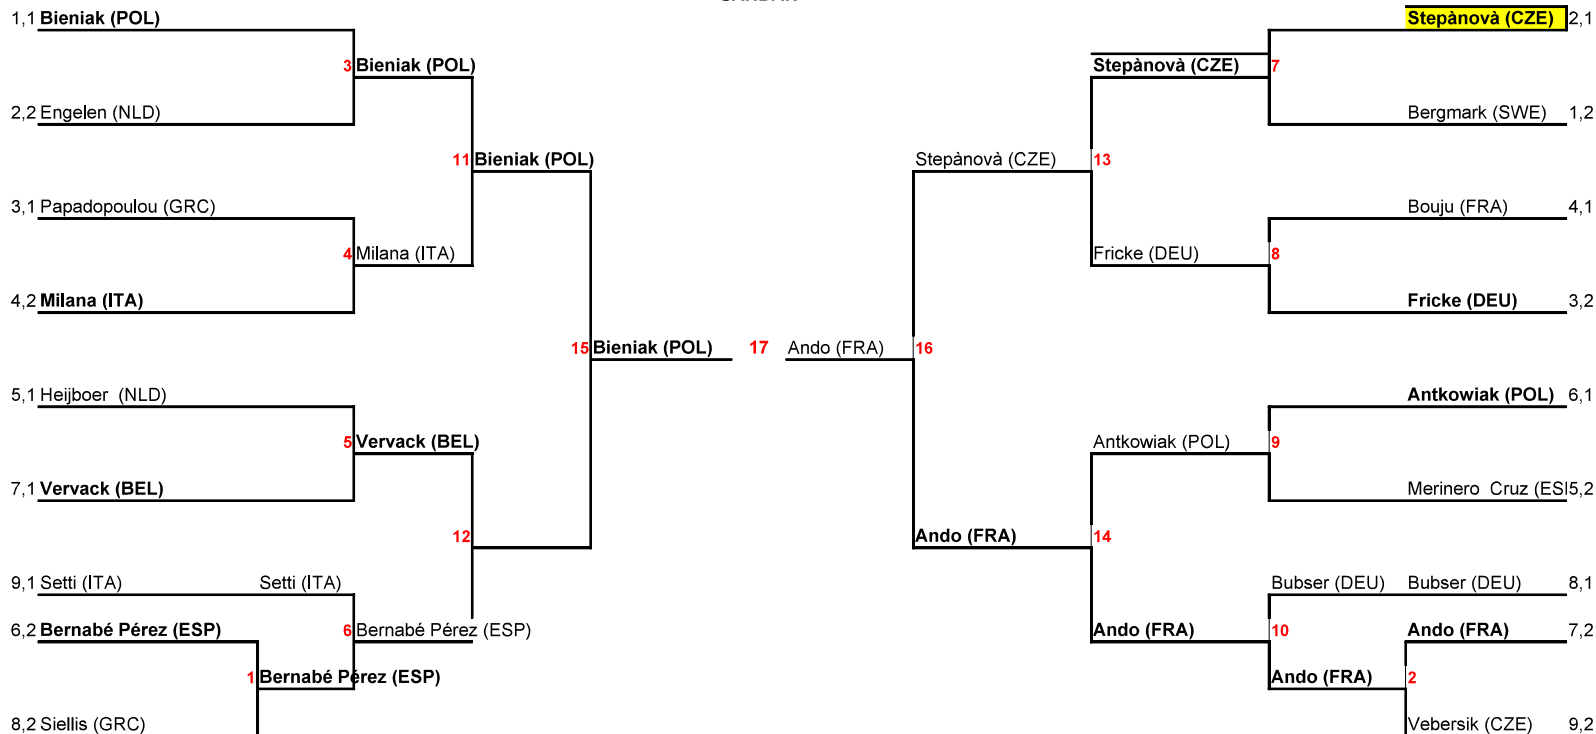 1,1 Bieniak (POL) Stepànovà (CZE) 2,1
3 Bieniak (POL) Stepànovà (CZE) 7
2,2 Engelen (NLD) Bergmark (SWE) 1,2
11 Bieniak (POL) Stepànovà (CZE) 13
3,1 Papadopoulou (GRC) Bouju (FRA) 4,1
4 Milana (ITA) Fricke (DEU) 8
4,2 Milana (ITA) Fricke (DEU) 3,2
15 Bieniak (POL) 17 Ando (FRA) 16
5,1 Heijboer (NLD) Antkowiak (POL) 6,1
5 Vervack (BEL) Antkowiak (POL) 9
7,1 Vervack (BEL) Merinero Cruz (ES 5,2
12 Ando (FRA) 14
9,1 Setti (ITA) Setti (ITA) Bubser (DEU) Bubser (DEU) 8,1
6,2 Bernabé Pérez (ESP) 6 Bernabé Pérez (ESP) Ando (FRA) 10 Ando (FRA) 7,2
1 Bernabé Pérez (ESP) Ando (FRA) 2
8,2 Siellis (GRC) Vebersik (CZE) 9,2